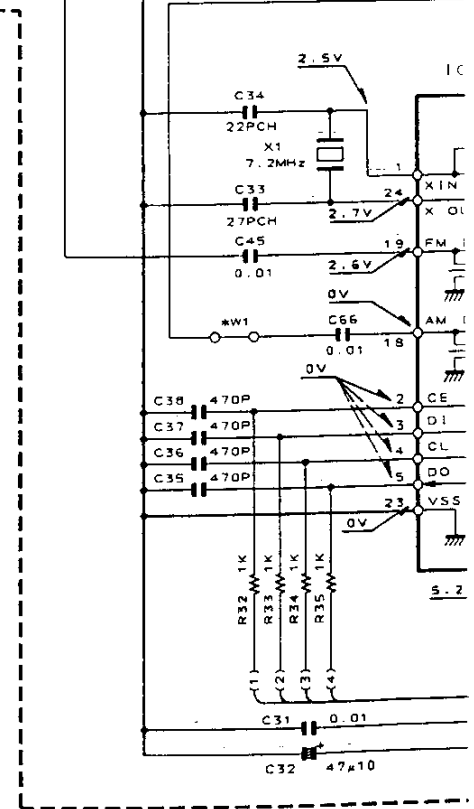 2.5V
IC
C34
22PCH
X1
7.2MHz
1
XIN
C33
24
27PCH
2.7V
X OU
C45
19
FM
2.6V
0.01
0V
*W1
C66
AM
0.01
18
0V
C38 470P
2
CE
C37 470P
3
DI
C36 470P
4
CL
C35 470P
5
DO
23
VSS
0V
R32 1K
R33 1K
R34 1K
R35 1K
S.2
(1)
(2)
(3)
(4)
C31
0.01
C32
+
47µ10